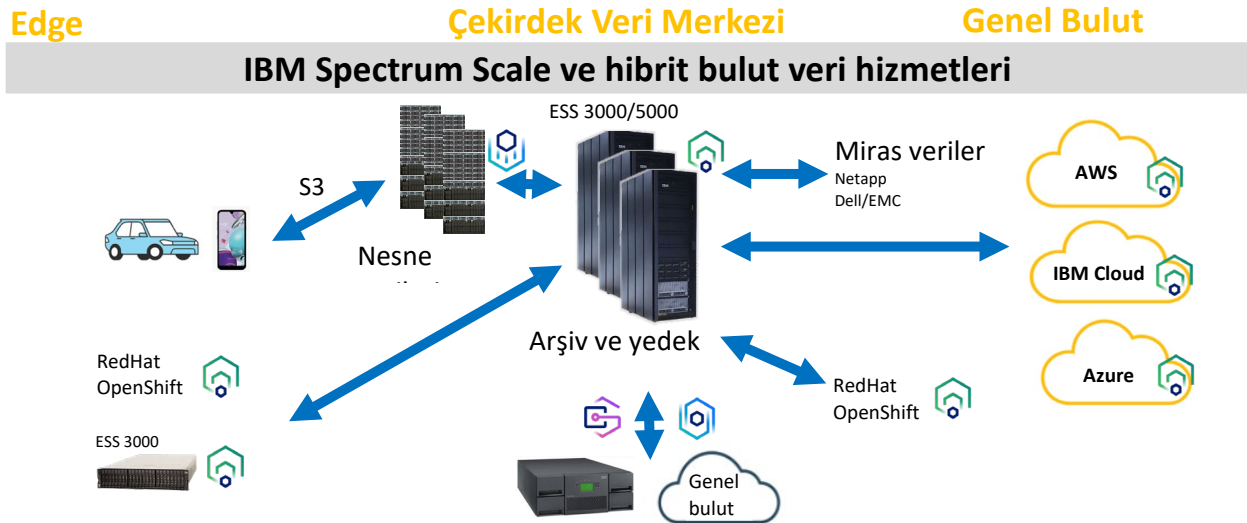 Edge
Çekirdek Veri Merkezi
Genel Bulut
IBM Spectrum Scale ve hibrit bulut veri hizmetleri
ESS 3000/5000
S3
Nesne
Miras veriler
Netapp
Dell/EMC
AWS
IBM Cloud
Azure
Arşiv ve yedek
RedHat
OpenShift
ESS 3000
RedHat
OpenShift
Genel
bulut